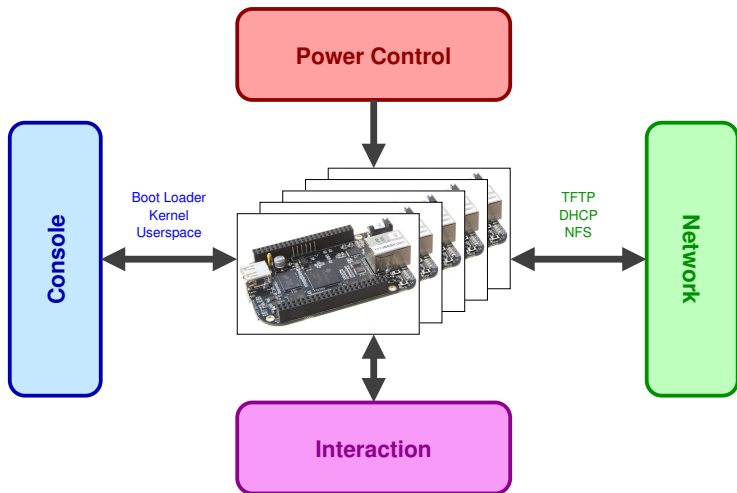 Power Control
Console
Boot Loader
Kernel
Userspace
TFTP
DHCP
NFS
Network
Interaction